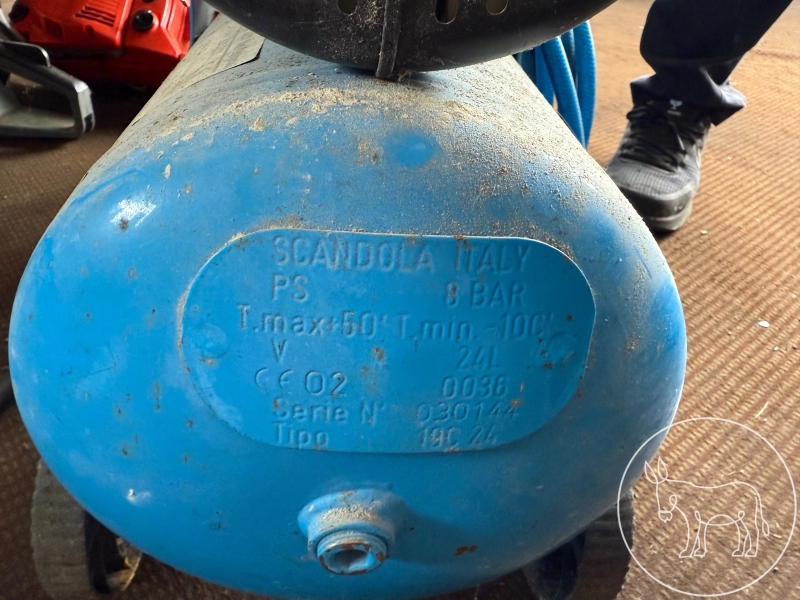 SCANDOLA ITALY
PS 8 BAR
T.max+50° T.min.-10C°
V 24L
CE 02 0036
Serie N° 030144
Tipo 19C 24